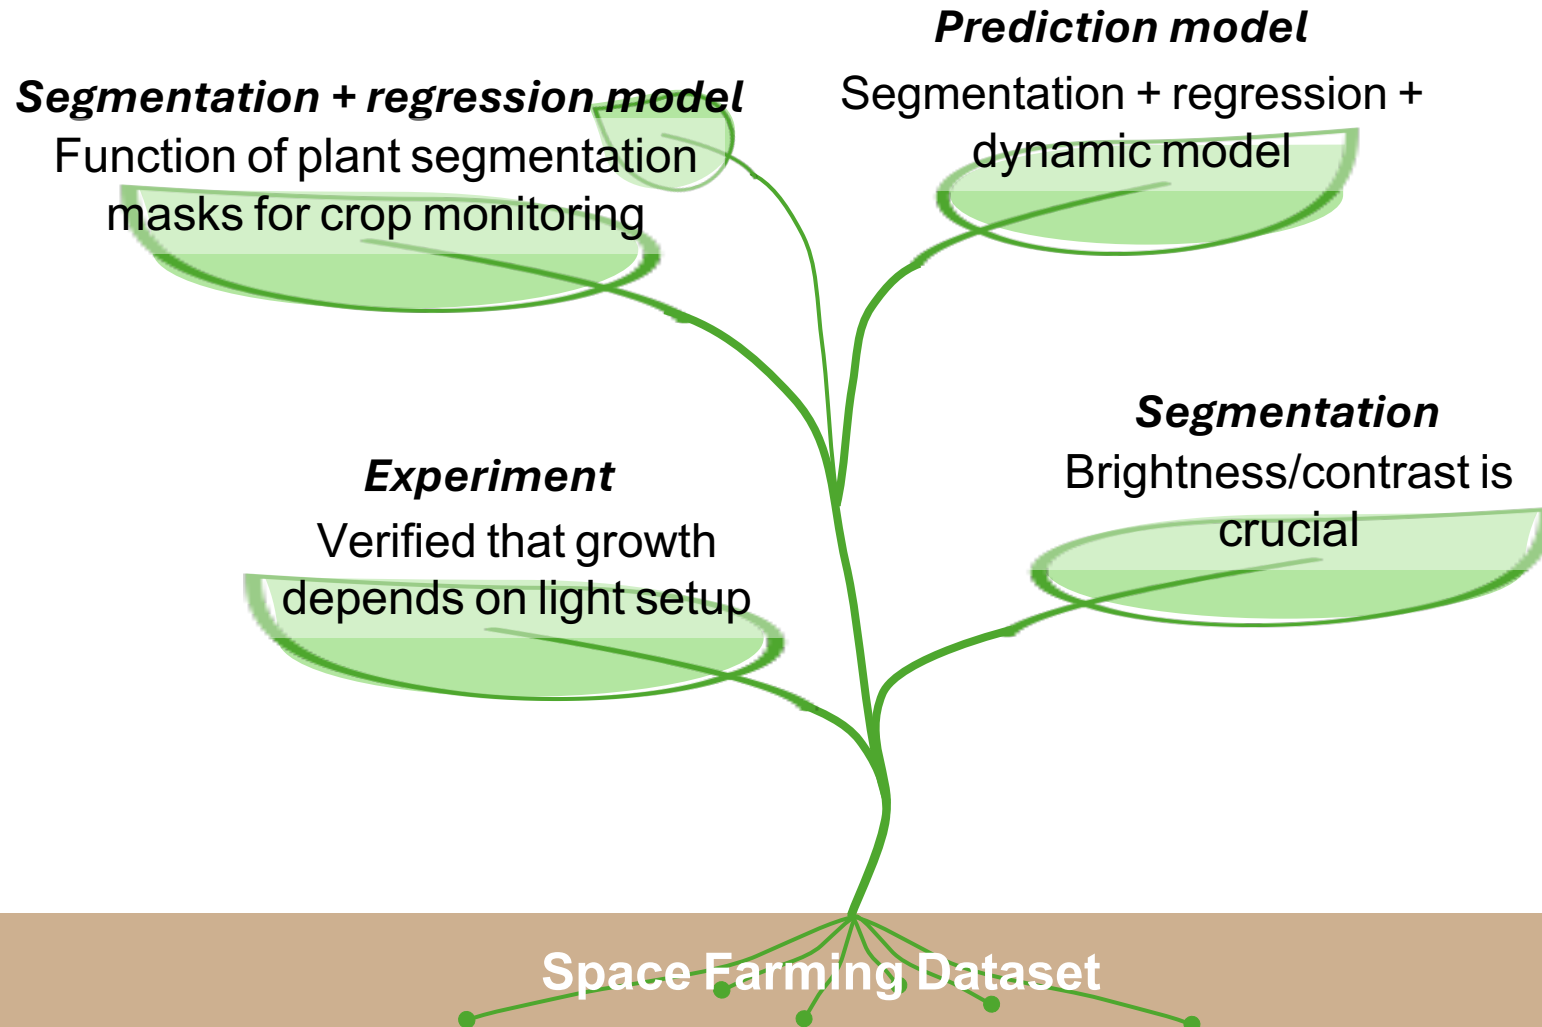 Prediction model
Segmentation + regression +
dynamic model
Segmentation + regression model
Function of plant segmentation
masks for crop monitoring
Segmentation
Brightness/contrast is
crucial
Experiment
Verified that growth
depends on light setup
Space Farming Dataset